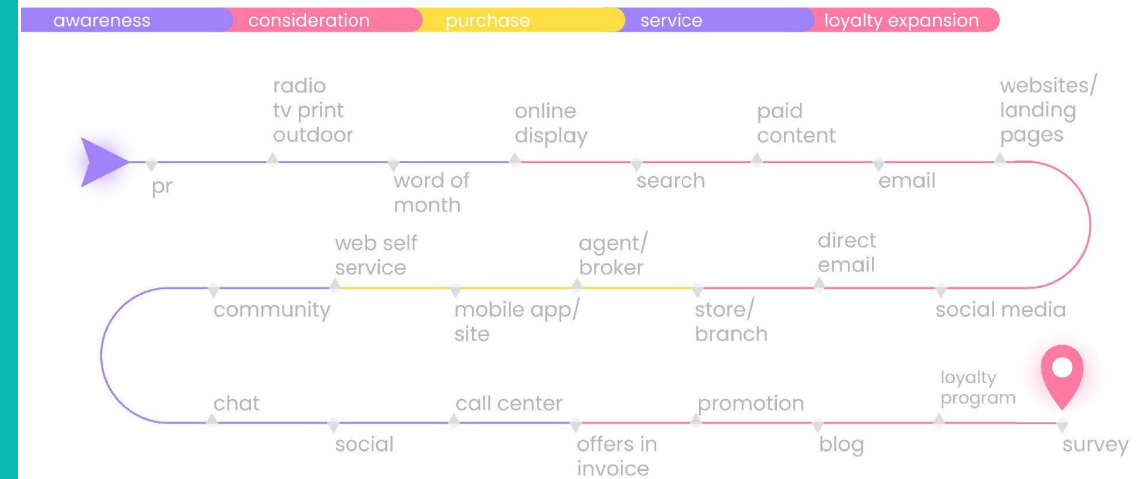 awareness
consideration
purchase
service
loyalty expansion
radio
tv print
outdoor
online
display
paid
content
websites/
landing
pages
pr
word of
month
search
email
web self
service
agent/
broker
direct
email
community
mobile app/
site
store/
branch
social media
chat
call center
promotion
loyalty
program
social
offers in
invoice
blog
survey